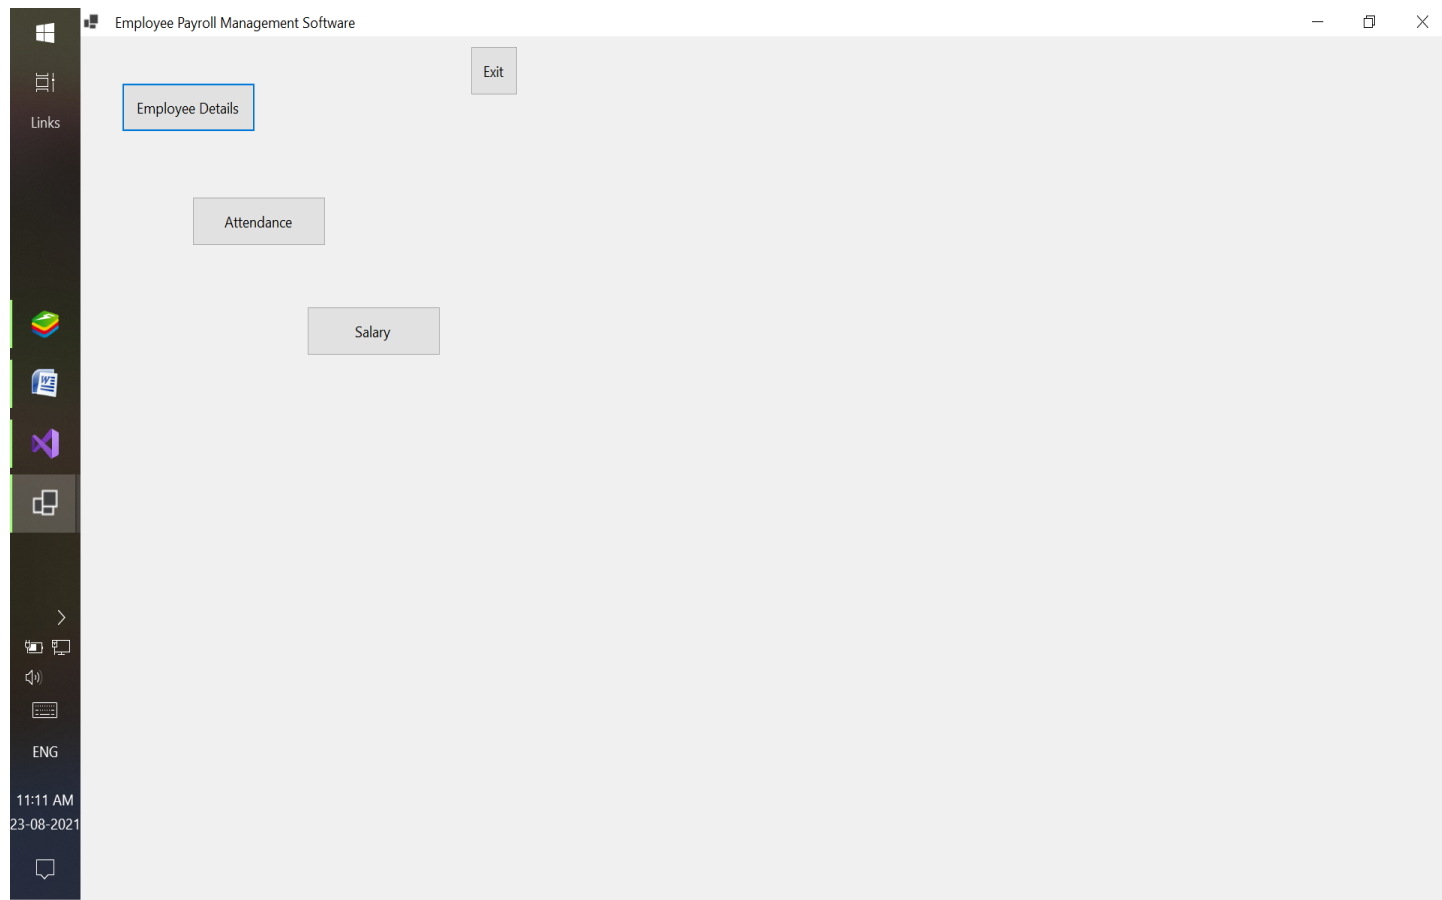 Employee Payroll Management Software
Exit
Employee Details
Links
Attendance
Salary
ENG
11:11 AM
23-08-2021